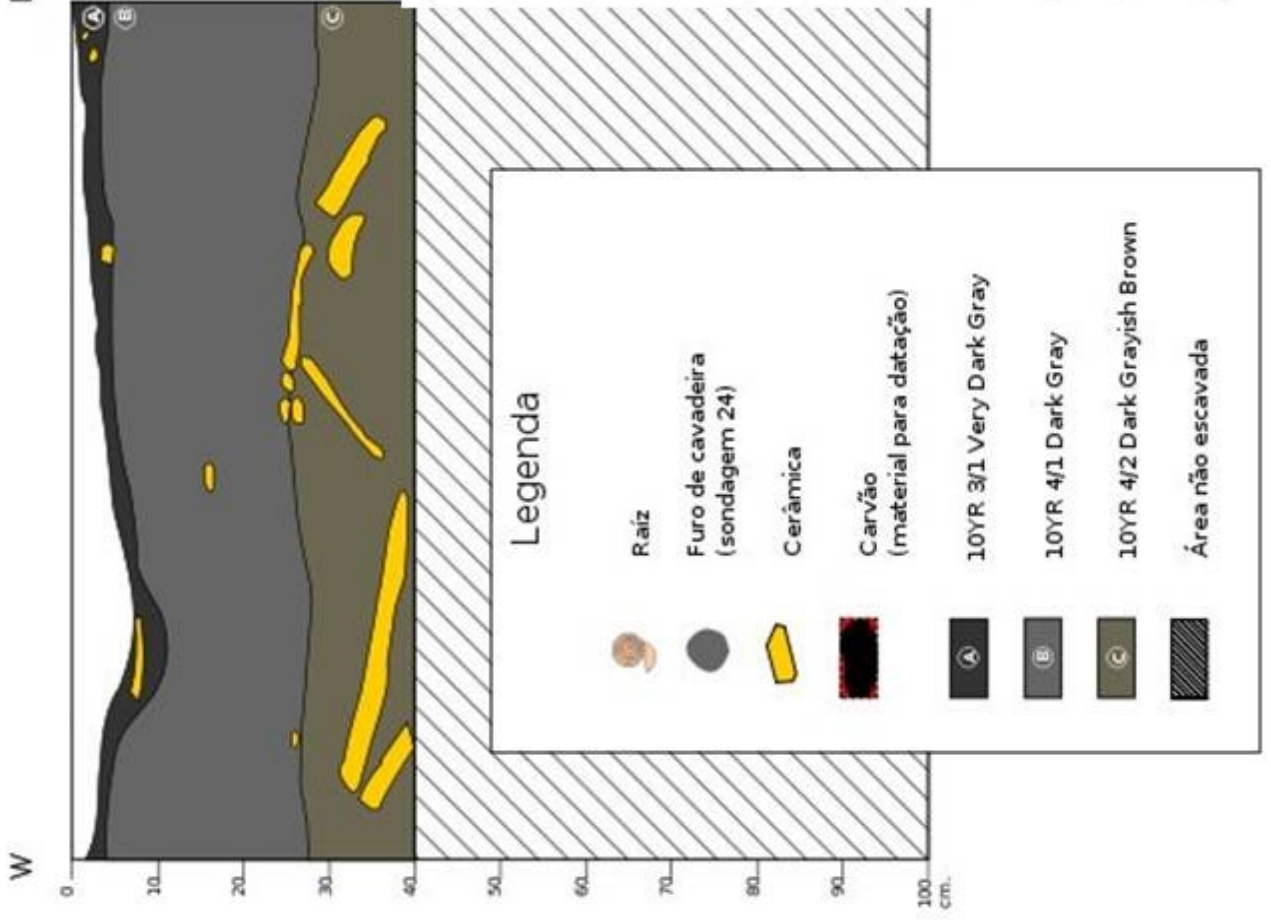 W
A
B
C
0
10
20
30
40
50
60
70
80
90
100
cm.
Legenda
Raíz
Furo de cavadeira
(sondagem 24)
Cerâmica
Carvão
(material para datação)
A
10YR 3/1 Very Dark Gray
B
10YR 4/1 Dark Gray
C
10YR 4/2 Dark Grayish Brown
Área não escavada